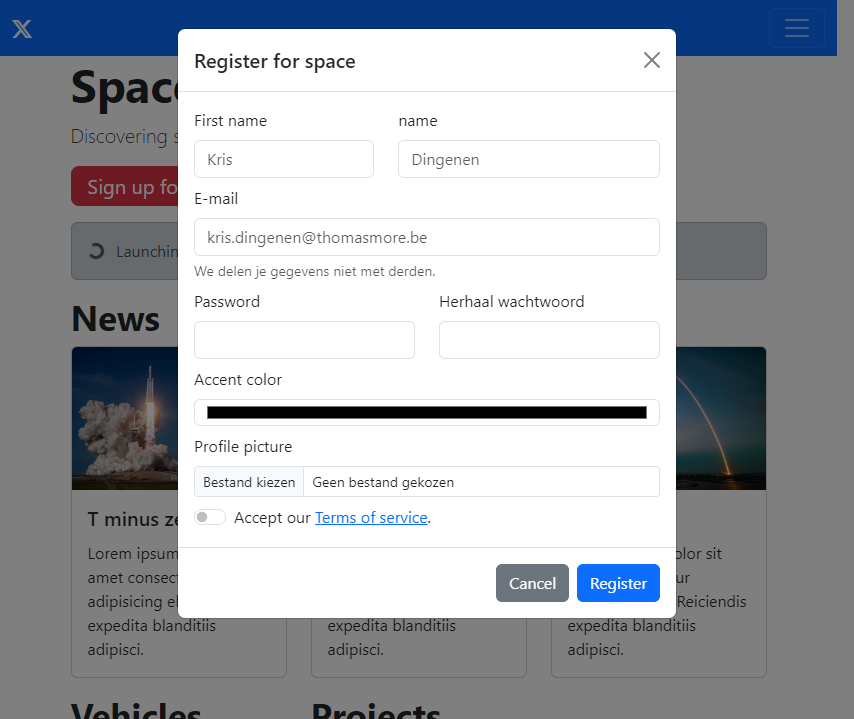 Register for space
First name
name
Kris
Dingenen
E-mail
kris.dingenen@thomasmore.be
We delen je gegevens niet met derden.
Password
Herhaal wachtwoord
Accent color
Profile picture
Bestand kiezen
Geen bestand gekozen
Accept our Terms of service.
Cancel
Register
Discovering
Sign up fo
Launchin
News
T minus
Lorem ipsum
amet consect
adipisicing
expedita blanditiis
adipisci.
expedita blanditiis
adipisci.
olor sit
ur
Reiciendis
expedita blanditiis
adipisci.
Vehicles
Projects